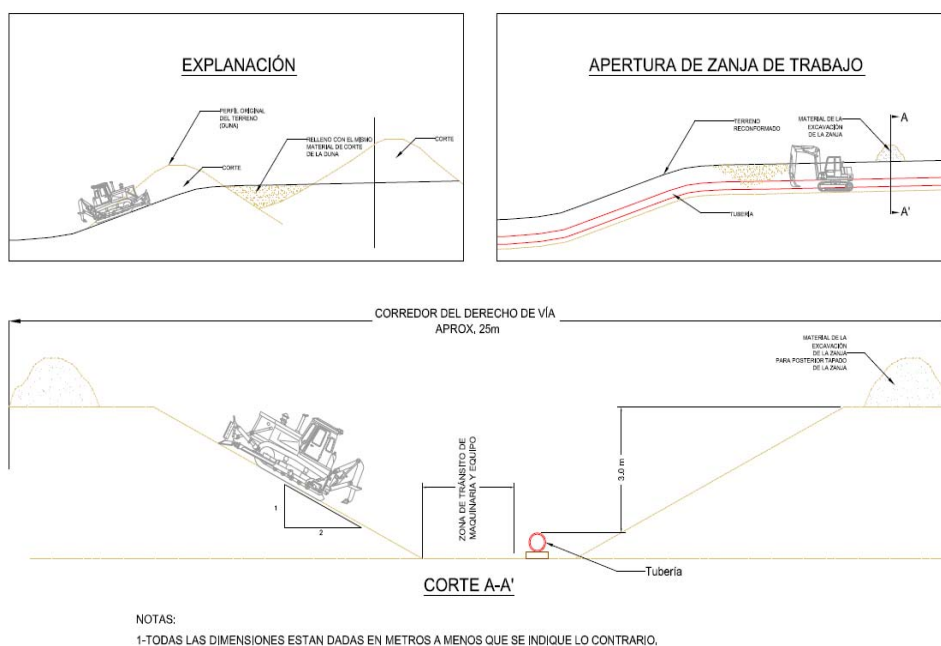 EXPLANACIÓN
PERFÍL ORIGINAL
DEL TERRENO
(DUNA)
RELLENO CON EL MISMO
MATERIAL DE CORTE
DE LA DUNA
CORTE
CORTE
APERTURA DE ZANJA DE TRABAJO
TERRENO
RECONFORMADO
MATERIAL DE LA
EXCAVACIÓN
DE LA ZANJA
A
TUBERÍA
A'
CORREDOR DEL DERECHO DE VÍA
APROX, 25m
MATERIAL DE LA
EXCAVACIÓN
DE LA ZANJA
PARA POSTERIOR TAPADO
DE LA ZANJA
1
2
ZONA DE TRÁNSITO DE
MAQUINARIA Y EQUIPO
3,0 m
Tubería
CORTE A-A'
NOTAS:
1-TODAS LAS DIMENSIONES ESTAN DADAS EN METROS A MENOS QUE SE INDIQUE LO CONTRARIO,